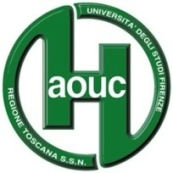 UNIVERSITA' DEGLI STUDI FIRENZE
aouc
REGIONE TOSCANA S.S.N.